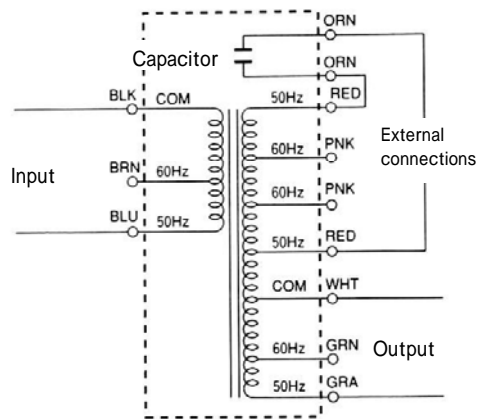 ORN
Capacitor
ORN
BLK COM 50Hz RED
External
connections
60Hz PNK
Input
BRN 60Hz
60Hz PNK
BLU 50Hz
50Hz RED
COM WHT
60Hz GRN
Output
50Hz GRA